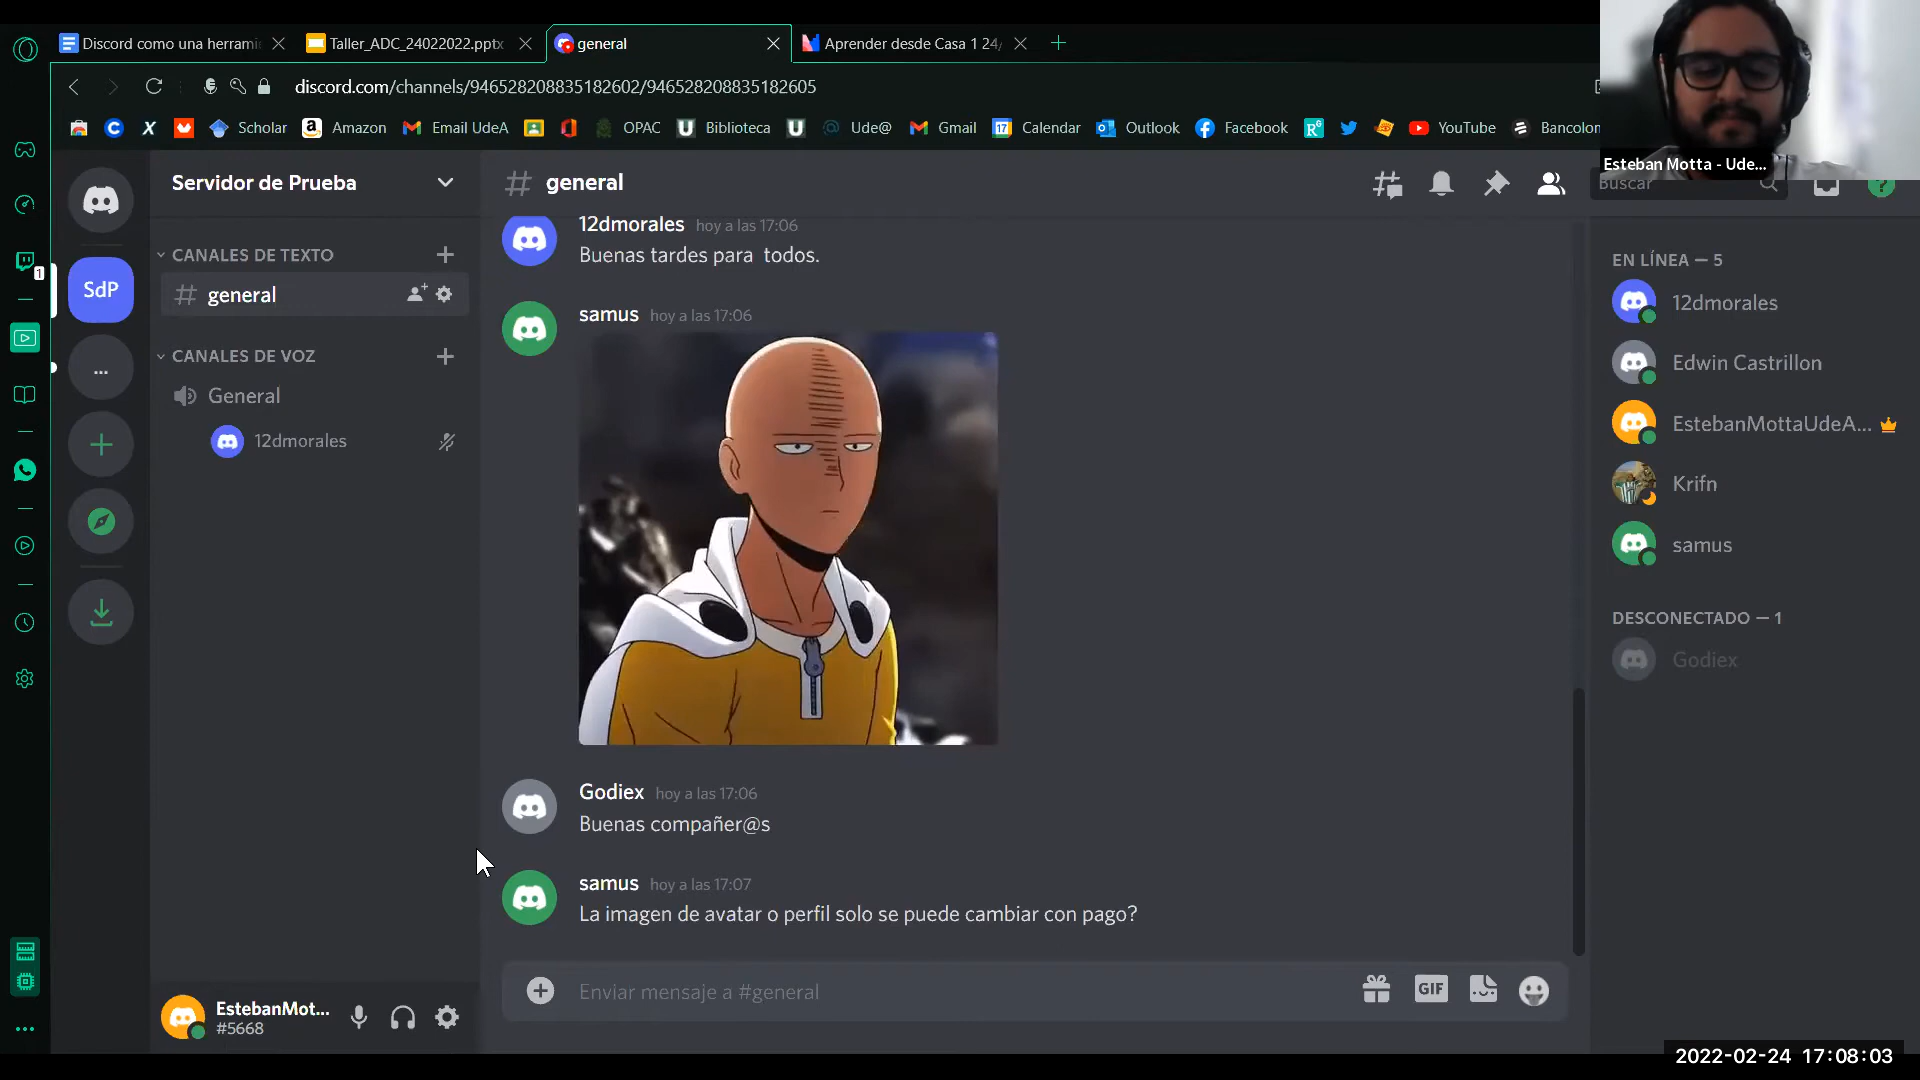 Discord como una herrami
Taller_ADC_24022022.pptx
general
Aprender desde Casa 1 24/
discord.com/channels/946528208835182602/946528208835182605
Scholar
Amazon
Email UdeA
OPAC
Biblioteca
Ude@
Gmail
Calendar
Outlook
Facebook
YouTube
Bancolom
Esteban Motta - Ude...
1
SdP
...
Servidor de Prueba
CANALES DE TEXTO
general
CANALES DE VOZ
General
12dmorales
EstebanMot...
#5668
general
Buscar
12dmorales hoy a las 17:06
Buenas tardes para todos.
samus hoy a las 17:06
Godiex hoy a las 17:06
Buenas compañer@s
samus hoy a las 17:07
La imagen de avatar o perfil solo se puede cambiar con pago?
Enviar mensaje a #general
GIF
EN LÍNEA — 5
12dmorales
Edwin Castrillon
EstebanMottaUdeA...
Krifn
samus
DESCONECTADO — 1
Godiex
2022-02-24 17:08:03